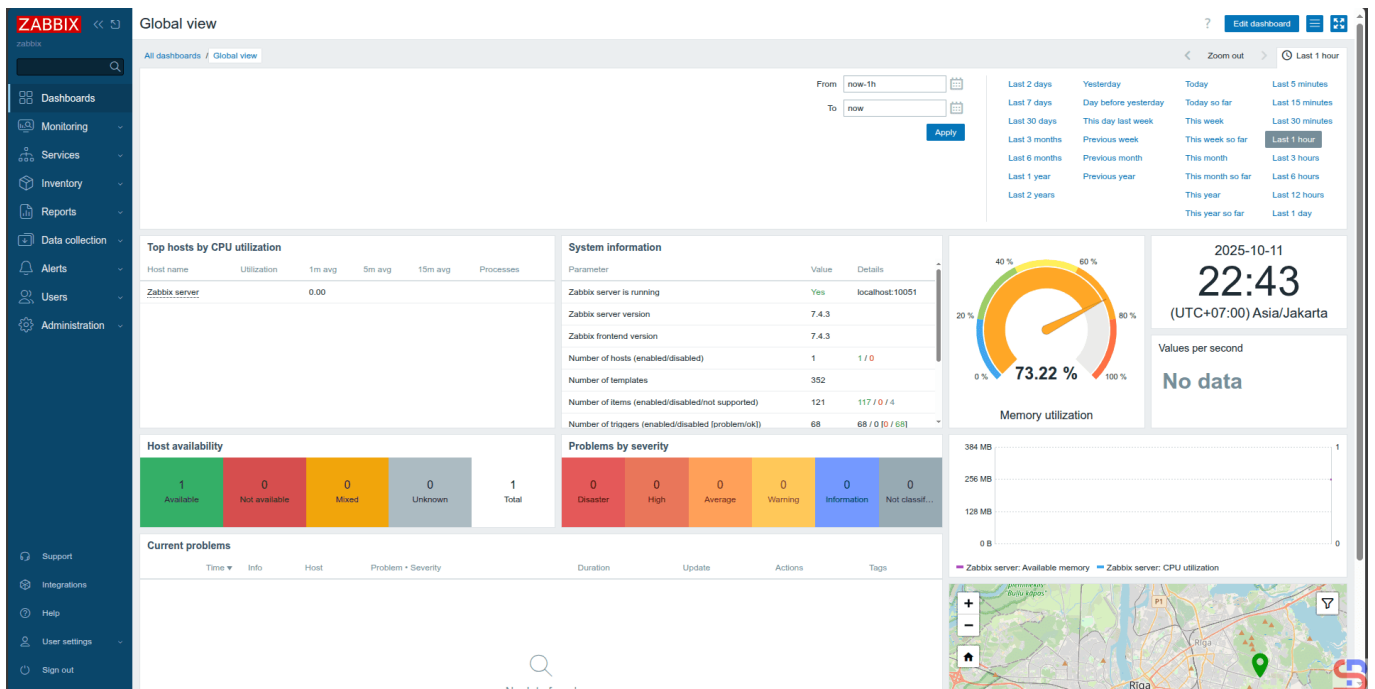 ZABBIX
zabbix
Dashboards
Monitoring
Services
Inventory
Reports
Data collection
Alerts
Users
Administration
Support
Integrations
Help
User settings
Sign out
Global view
? Edit dashboard
All dashboards / Global view
Zoom out
Last 1 hour
From now-1h
To now
Apply
Last 2 days Yesterday Today Last 5 minutes
Last 7 days Day before yesterday Today so far Last 15 minutes
Last 30 days This day last week This week Last 30 minutes
Last 3 months Previous week This week so far Last 1 hour
Last 6 months Previous month This month Last 3 hours
Last 1 year Previous year This month so far Last 6 hours
Last 2 years This year Last 12 hours
This year so far Last 1 day
Top hosts by CPU utilization
Host name Utilization 1m avg 5m avg 15m avg Processes
Zabbix server 0.00
System information
Parameter Value Details
Zabbix server is running Yes localhost:10051
Zabbix server version 7.4.3
Zabbix frontend version 7.4.3
Number of hosts (enabled/disabled) 1 1 / 0
Number of templates 352
Number of items (enabled/disabled/not supported) 121 117 / 0 / 4
Number of triggers (enabled/disabled [problem/ok]) 68 68 / 0 [0 / 68]
40 % 60 %
20 % 80 %
0 % 73.22 % 100 %
Memory utilization
2025-10-11
22:43
(UTC+07:00) Asia/Jakarta
Values per second
No data
Host availability
1 0 0 0 1
Available Not available Mixed Unknown Total
Problems by severity
0 0 0 0 0 0
Disaster High Average Warning Information Not classif...
384 MB 1
256 MB
128 MB
0 B 0
Zabbix server: Available memory Zabbix server: CPU utilization
Current problems
Time ▼ Info Host Problem • Severity Duration Update Actions Tags
+
−
P1
Rīga
Rīga